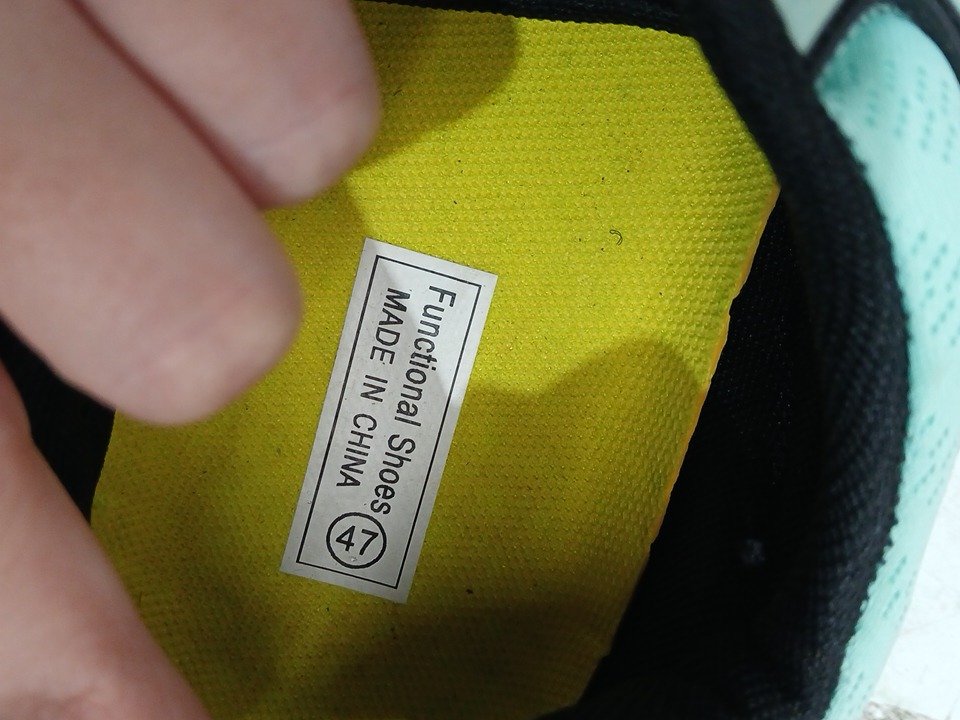 Functional Shoes
MADE IN CHINA
47